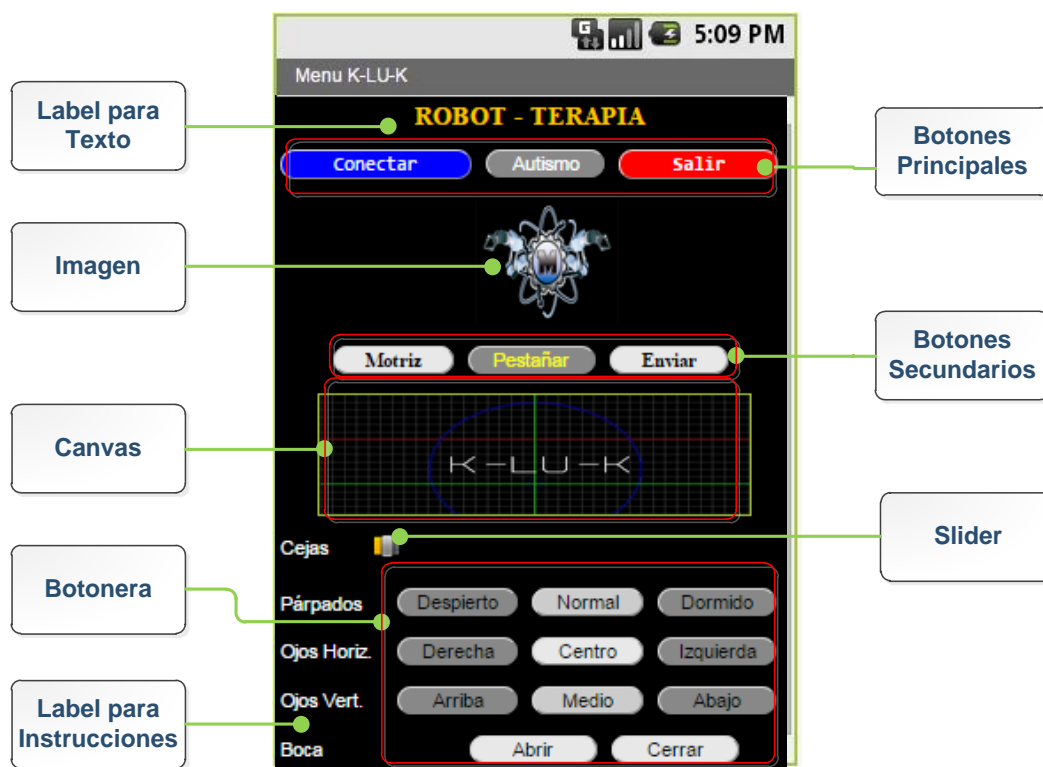 G 5:09 PM
Menu K-LU-K
Label para
Texto
ROBOT - TERAPIA
Botones
Principales
Conectar Autismo Salir
Imagen
M
Botones
Secundarios
Motriz Pestañar Enviar
Canvas
K-LU-K
Slider
Cejas
Botonera
Párpados Despierto Normal Dormido
Ojos Horiz. Derecha Centro Izquierda
Label para
Instrucciones
Ojos Vert. Arriba Medio Abajo
Boca Abrir Cerrar